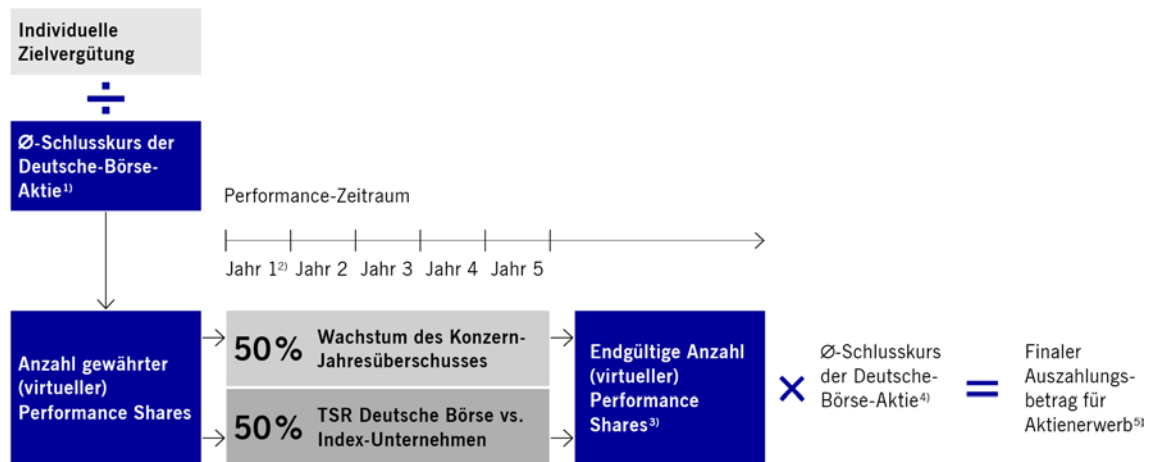 Individuelle
Zielvergütung
÷
Ø-Schlusskurs der
Deutsche-Börse-
Aktie¹⁾
Performance-Zeitraum
Jahr 1²⁾ Jahr 2 Jahr 3 Jahr 4 Jahr 5
Anzahl gewährter
(virtueller)
Performance Shares
50% Wachstum des Konzern-
Jahresüberschusses
50% TSR Deutsche Börse vs.
Index-Unternehmen
Endgültige Anzahl
(virtueller)
Performance
Shares³⁾
×
Ø-Schlusskurs
der Deutsche-
Börse-Aktie⁴⁾
=
Finaler
Auszahlungs-
betrag für
Aktienerwerb⁵⁾